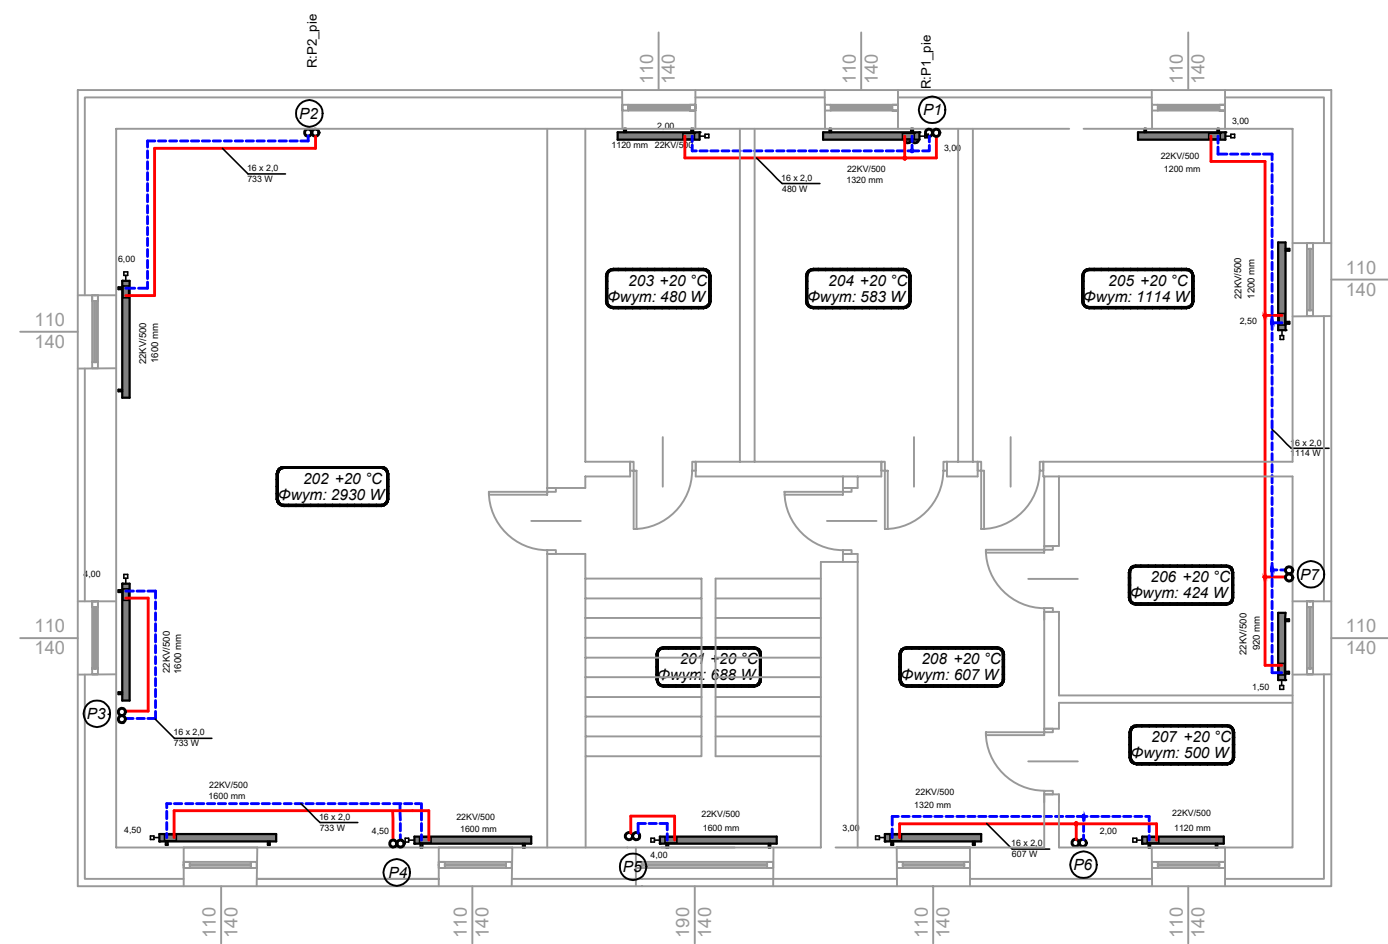 R:P2_pie
R:P1_pie
110
140
110
140
110
140
P2
P1
2,00
1120 mm
22KV/500
3,00
22KV/500
1320 mm
16 x 2,0
480 W
16 x 2,0
733 W
3,00
22KV/500
1200 mm
6,00
22KV/500
1600 mm
110
140
203 +20 °C
Φwym: 480 W
204 +20 °C
Φwym: 583 W
205 +20 °C
Φwym: 1114 W
22KV/500
1200 mm
2,50
110
140
16 x 2,0
1114 W
202 +20 °C
Φwym: 2930 W
4,00
22KV/500
1600 mm
110
140
P3
16 x 2,0
733 W
206 +20 °C
Φwym: 424 W
P7
22KV/500
920 mm
1,50
110
140
201 +20 °C
Φwym: 688 W
208 +20 °C
Φwym: 607 W
207 +20 °C
Φwym: 500 W
22KV/500
1600 mm
4,50
16 x 2,0
733 W
4,50
22KV/500
1600 mm
P4
22KV/500
1600 mm
P5
4,00
22KV/500
1320 mm
3,00
16 x 2,0
607 W
2,00
22KV/500
1120 mm
P6
110
140
110
140
190
140
110
140
110
140